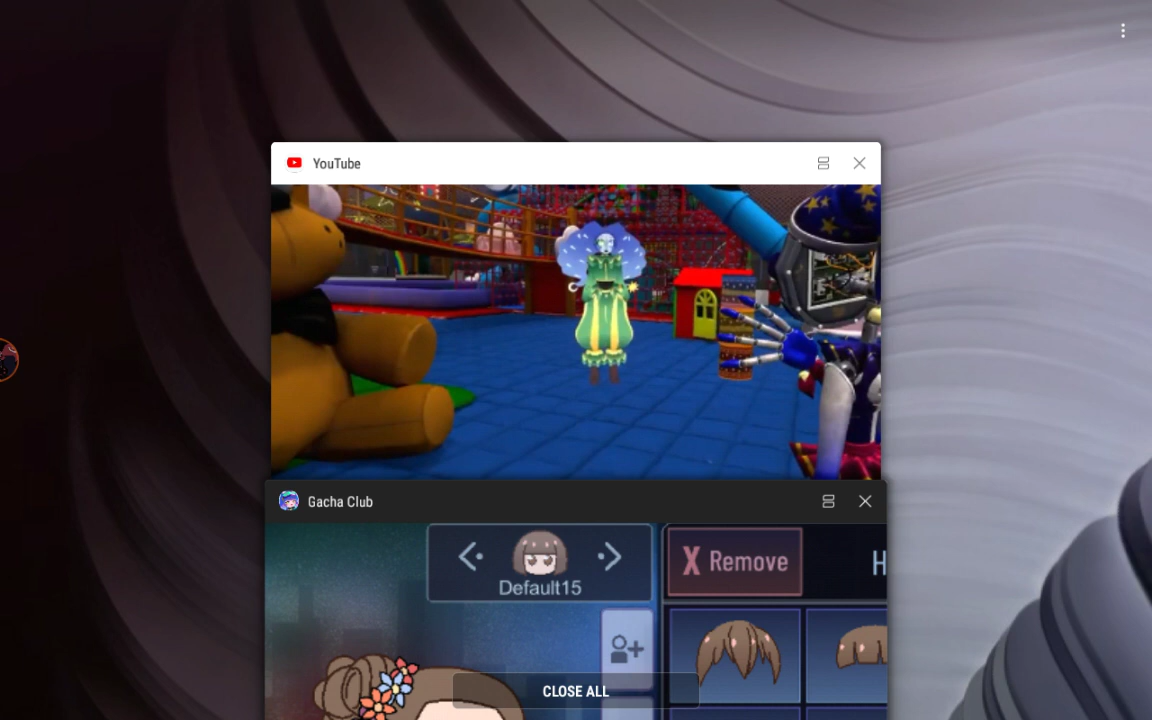 YouTube
Gacha Club
X Remove
H
Default15
CLOSE ALL